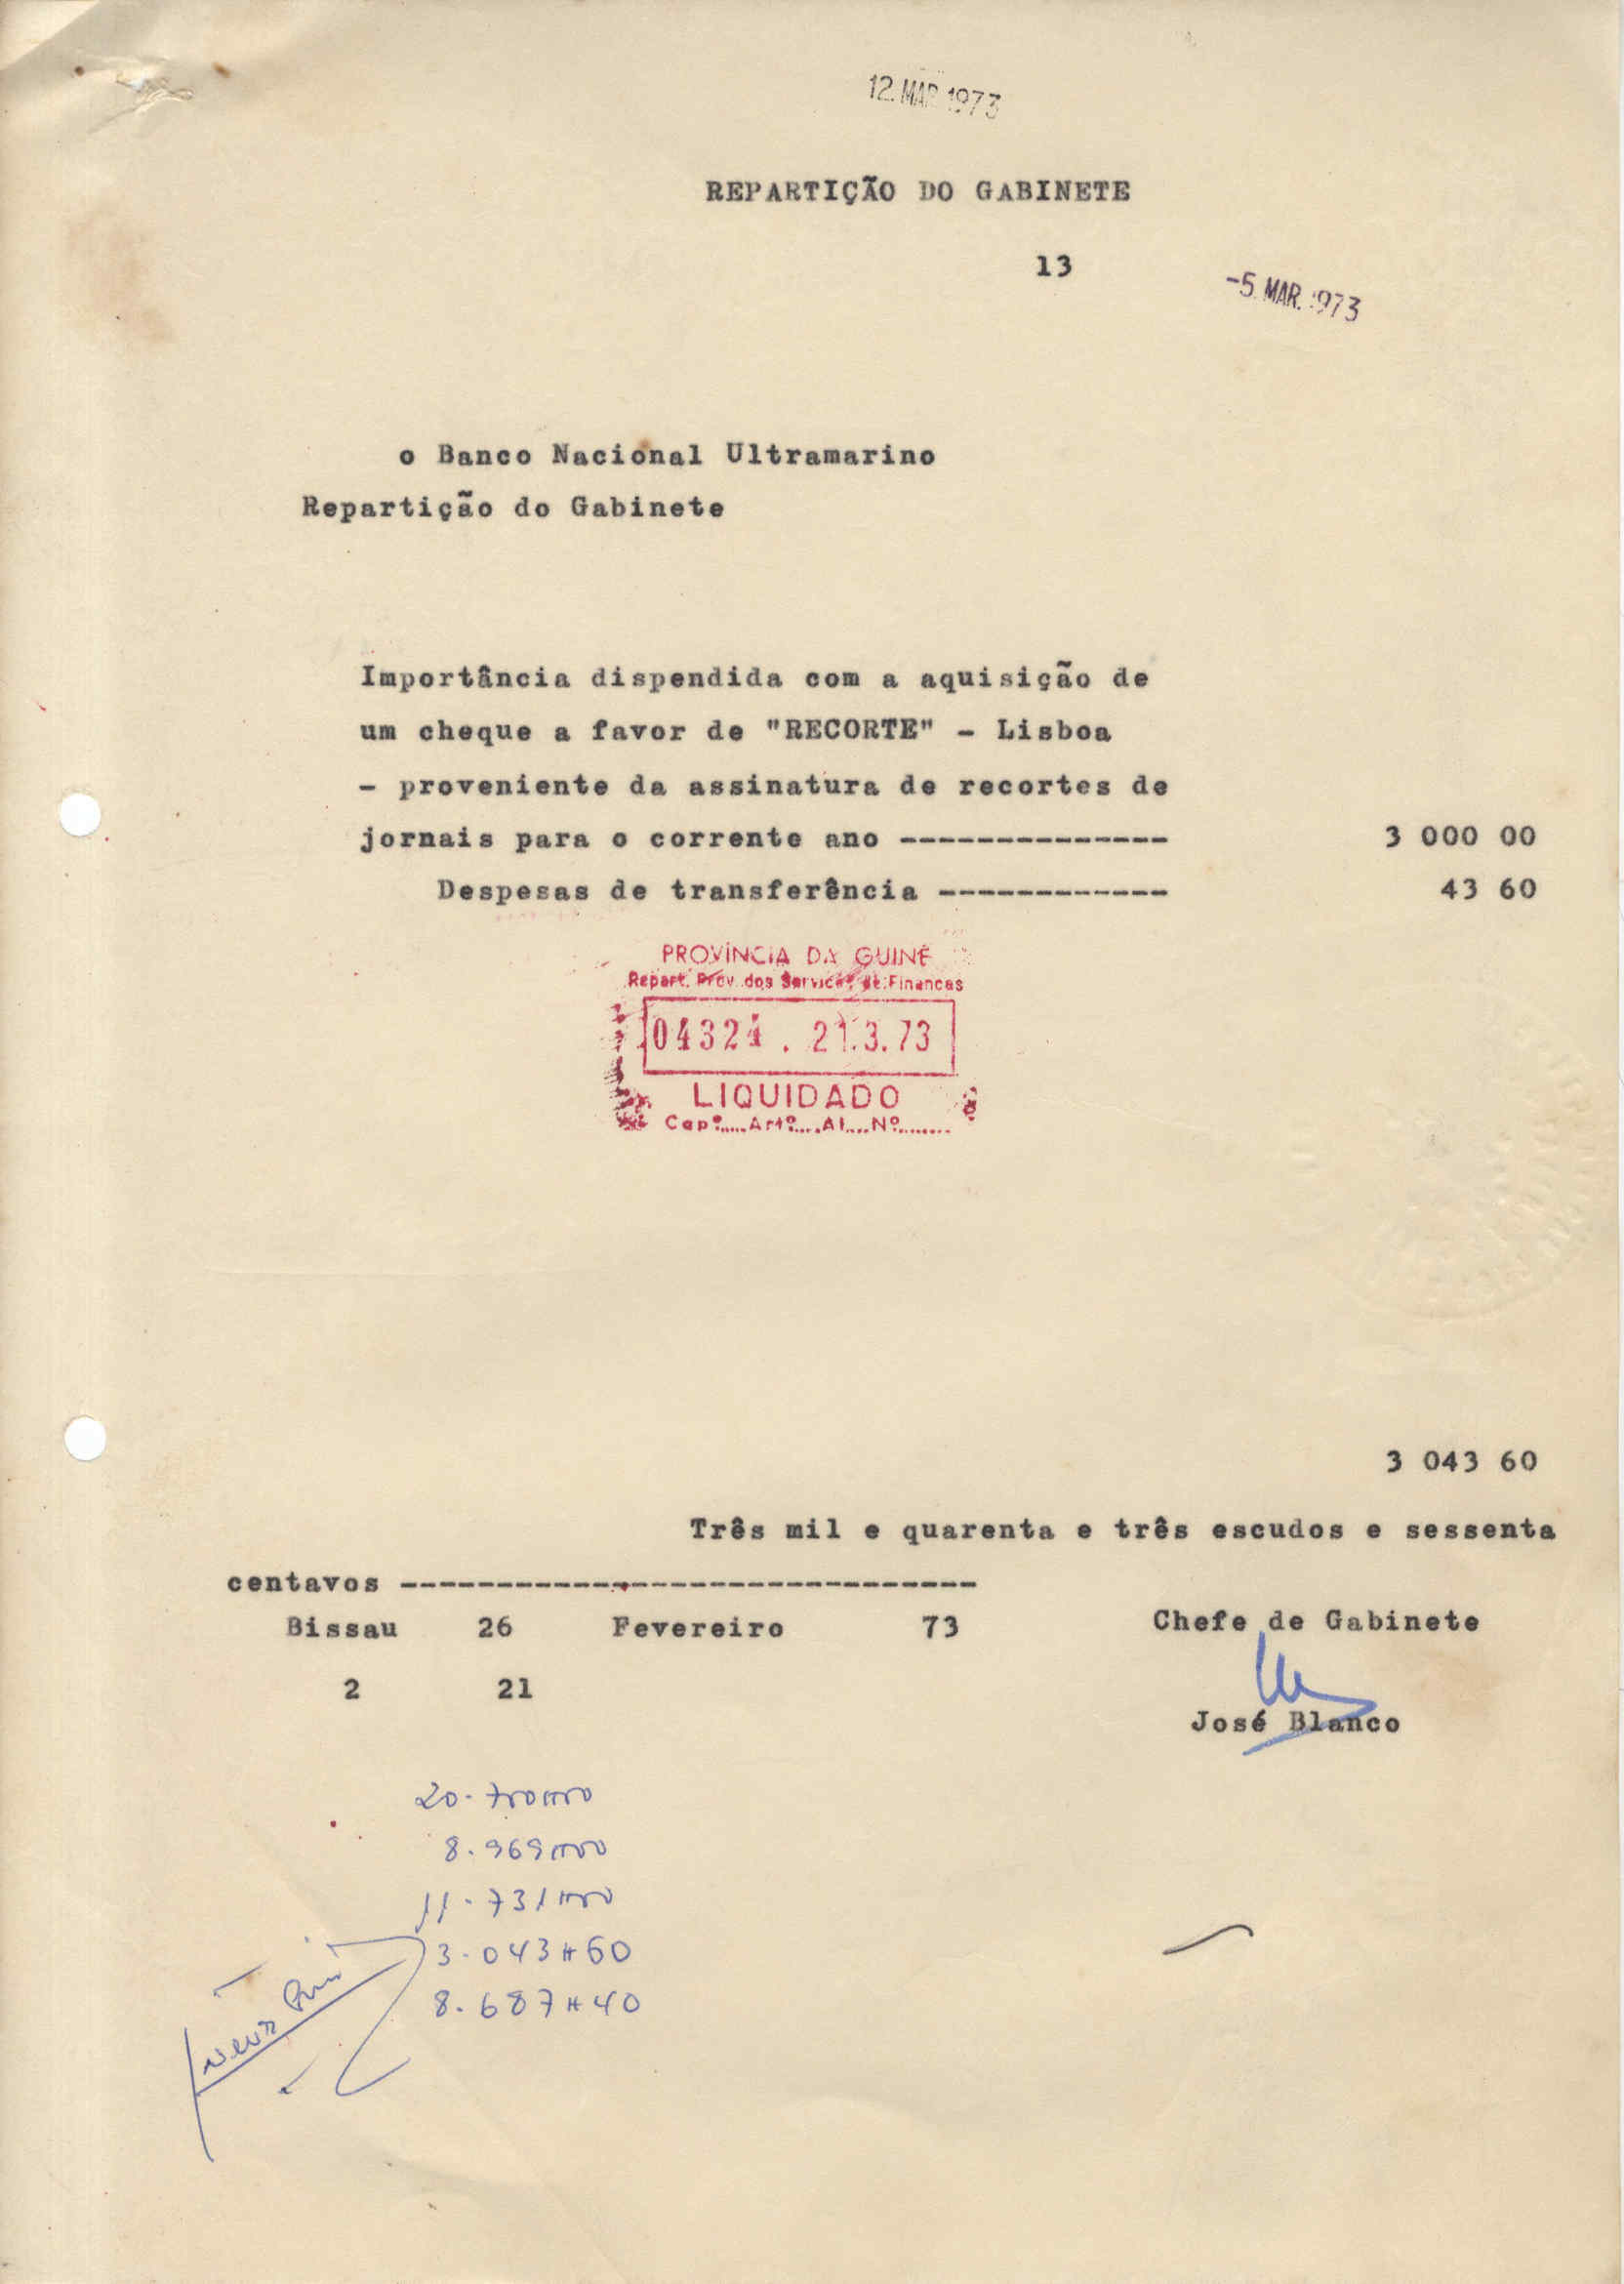 12. MAR. 1973
REPARTIÇÃO DO GABINETE
13
-5 MAR. 1973
o Banco Nacional Ultramarino
Repartição do Gabinete
Importância dispendida com a aquisição de
um cheque a favor de "RECORTE" - Lisboa
- proveniente da assinatura de recortes de
jornais para o corrente ano -------------- 3 000 00
Despesas de transferência ------------ 43 60
PROVÍNCIA DA GUINÉ
Repart. Prov. dos Serviços de Finanças
04324 . 21.3.73
LIQUIDADO
Capº..... Artº..... Al.... Nº........
3 043 60
Três mil e quarenta e três escudos e sessenta
centavos ------------------------------
Bissau 26 Fevereiro 73 Chefe de Gabinete
2 21
José Blanco
20.700$00
8.969$00
11.731$00
3.043$60
8.687$40